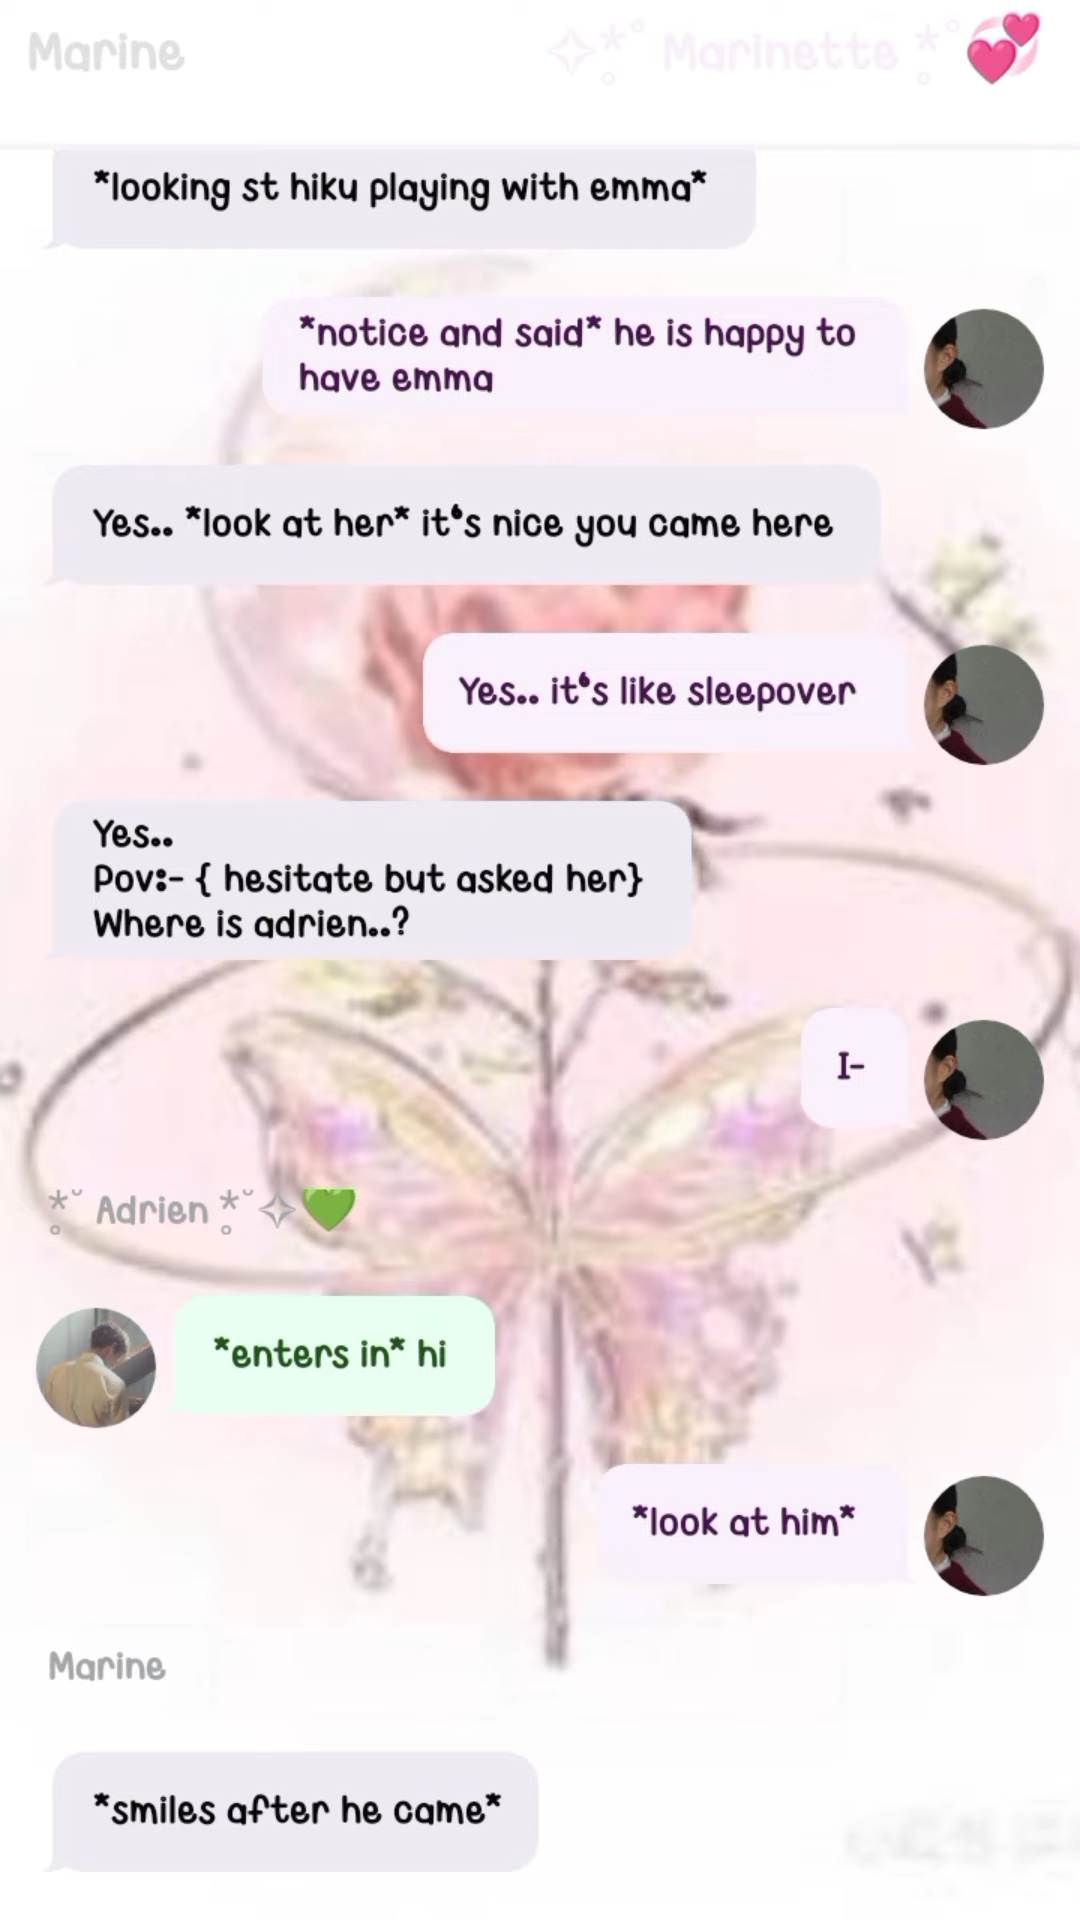 Marine
✧*˚ Marinette *˚💞
*looking st hiku playing with emma*
*notice and said* he is happy to
have emma
Yes.. *look at her* it's nice you came here
Yes.. it's like sleepover
Yes..
Pov:- { hesitate but asked her}
Where is adrien..?
I-
*˘ Adrien *˘✧💚
*enters in* hi
*look at him*
Marine
*smiles after he came*